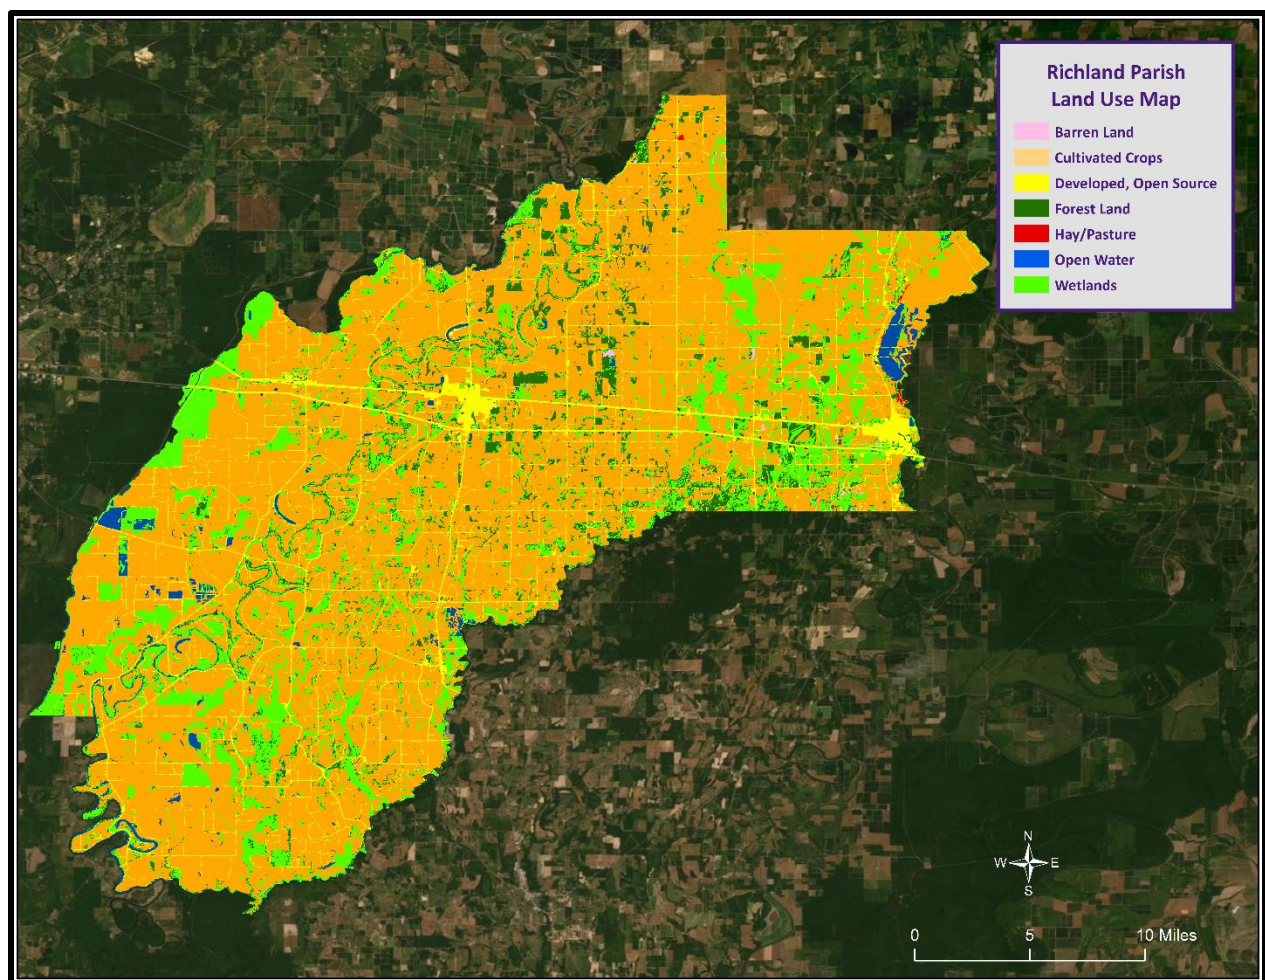 Richland Parish
Land Use Map
Barren Land
Cultivated Crops
Developed, Open Source
Forest Land
Hay/Pasture
Open Water
Wetlands
N
W E
S
0 5 10 Miles